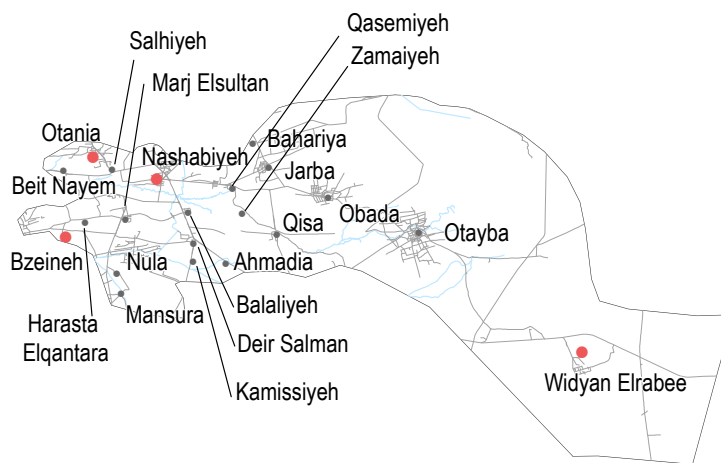 Qasemiyeh
Salhiyeh
Zamaiyeh
Marj Elsultan
Otania
Bahariya
Nashabiyeh
Jarba
Beit Nayem
Obada
Qisa
Otayba
Bzeineh
Nula
Ahmadia
Mansura
Balaliyeh
Harasta
Elqantara
Deir Salman
Kamissiyeh
Widyan Elrabee